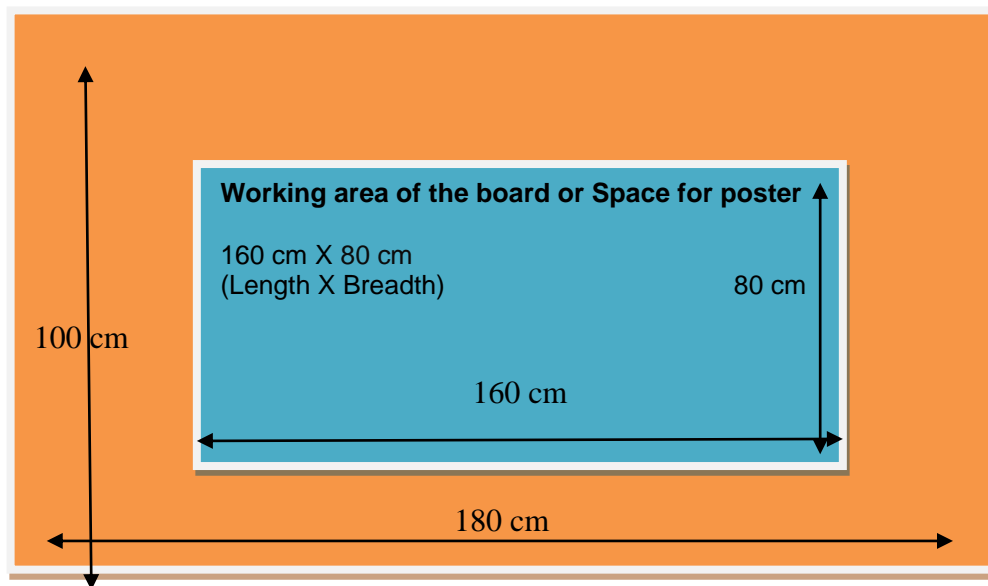 Working area of the board or Space for poster
160 cm X 80 cm
(Length X Breadth)
80 cm
100 cm
160 cm
180 cm